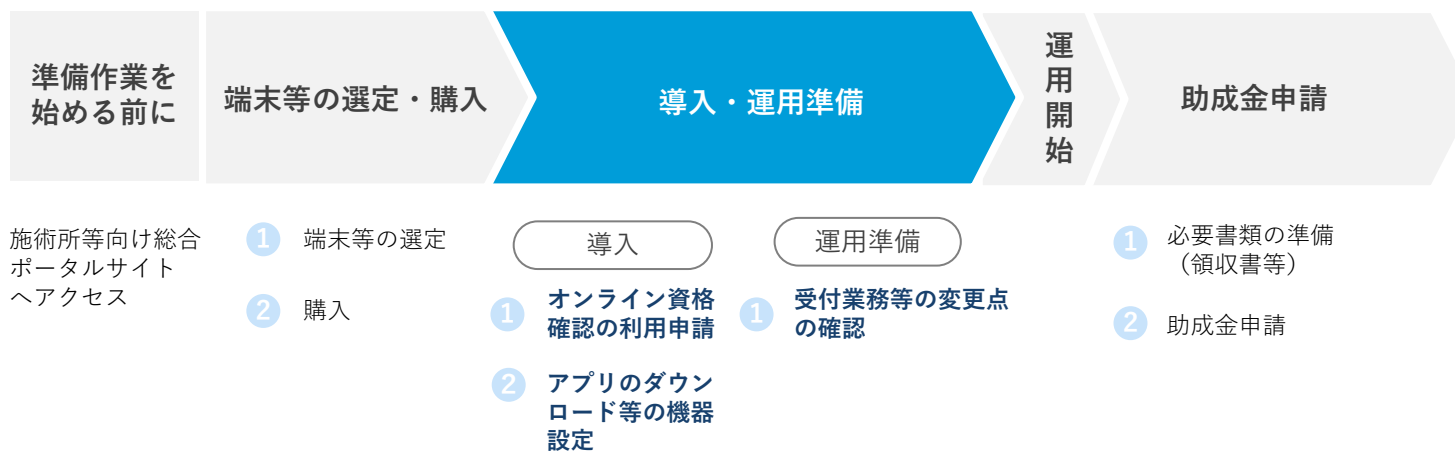 準備作業を
始める前に
端末等の選定・購入
導入・運用準備
運
用
開
始
助成金申請
施術所等向け総合
ポータルサイト
へアクセス
1 端末等の選定
2 購入
導入
1 オンライン資格
確認の利用申請
2 アプリのダウン
ロード等の機器
設定
運用準備
1 受付業務等の変更点
の確認
1 必要書類の準備
（領収書等）
2 助成金申請